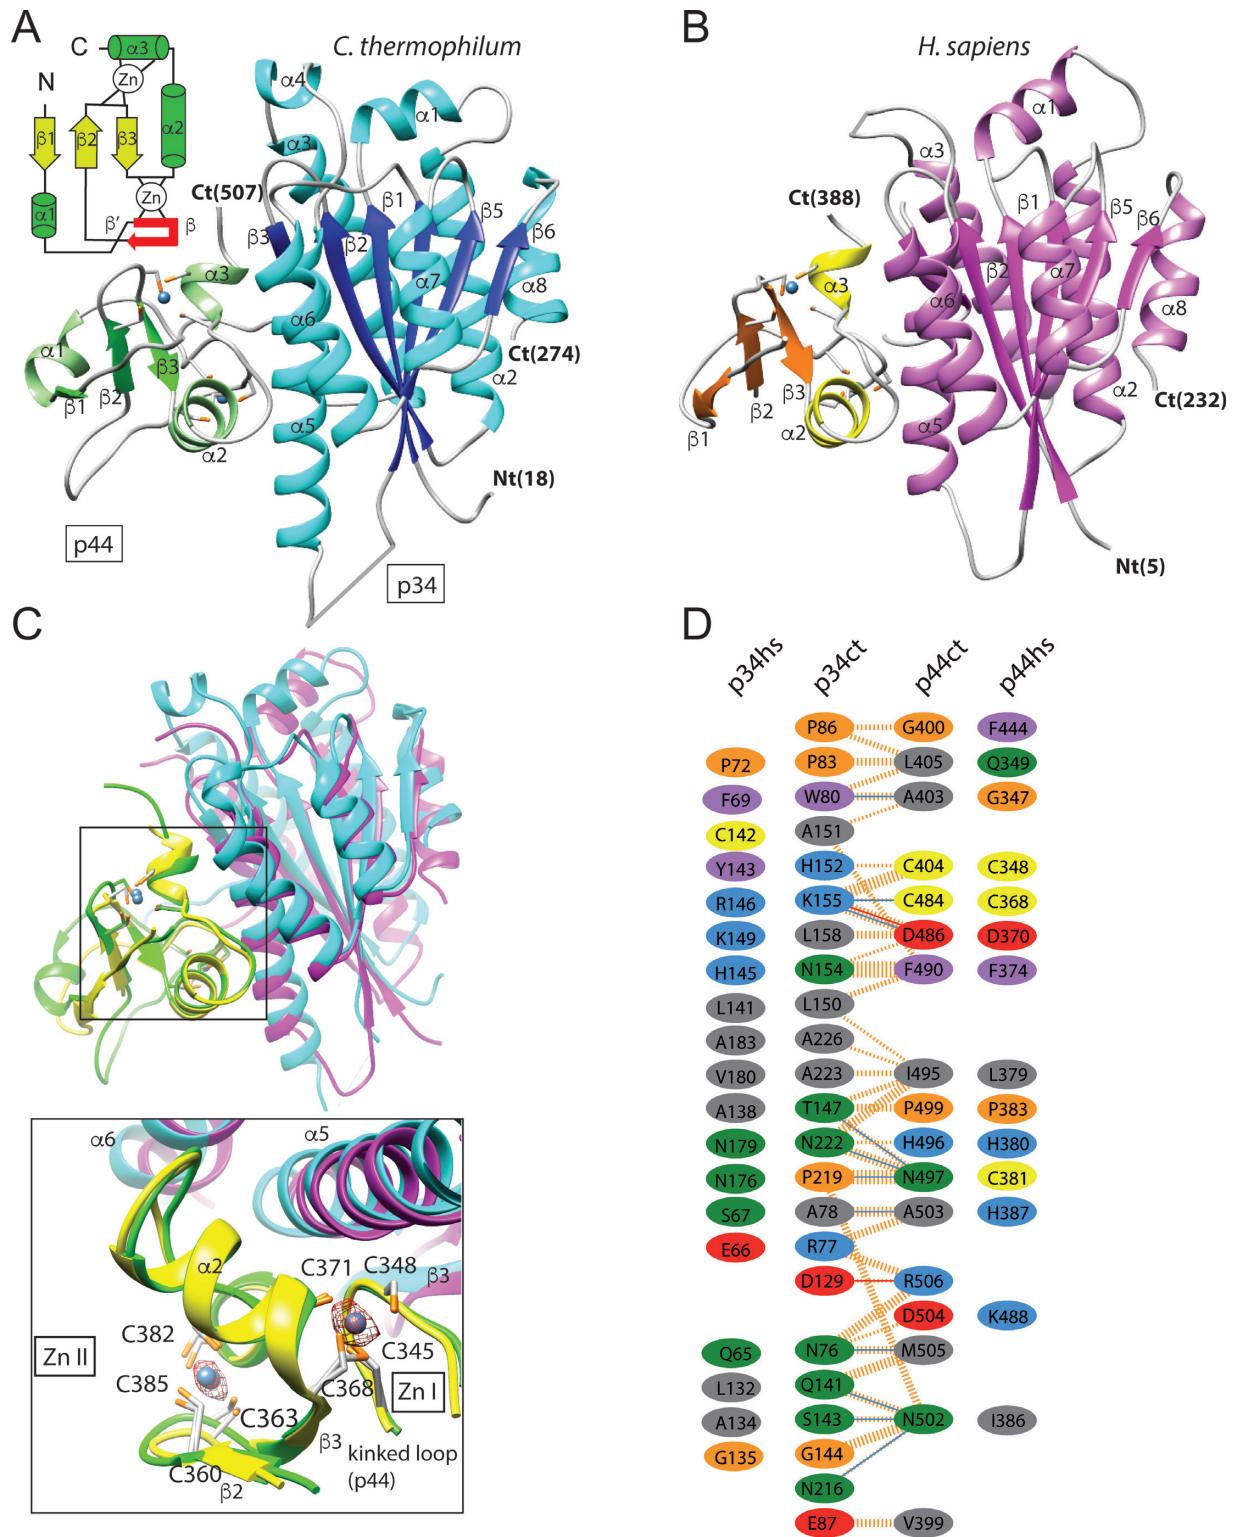 A
C. thermophilum
C
α3
Zn
N
β1
β2
β3
α2
α1
Zn
β'
β
α4
α1
α3
Ct(507)
β1
β5
β3
β2
β6
α3
α7
α8
α6
α1
β3
Ct(274)
β1
β2
α2
α5
α2
Nt(18)
p44
p34
B
H. sapiens
α1
α3
Ct(388)
β1
β5
β6
β2
α7
α3
α6
α8
β3
β2
α2
Ct(232)
β1
α2
α5
Nt(5)
C
α6
α5
α2
C371
C348
β3
C382
Zn II
C345
C385
C368
Zn I
C363
β3
kinked loop
(p44)
C360
β2
D
p34hs
p34ct
p44ct
p44hs
P86 G400 F444
P72 P83 L405 Q349
F69 W80 A403 G347
C142 A151
Y143 H152 C404 C348
R146 K155 C484 C368
K149 L158 D486 D370
H145 N154 F490 F374
L141 L150
A183 A226
V180 A223 I495 L379
A138 T147 P499 P383
N179 N222 H496 H380
N176 P219 N497 C381
S67 A78 A503 H387
E66 R77
D129 R506
D504 K488
Q65 N76 M505
L132 Q141
A134 S143 N502 I386
G135 G144
N216
E87 V399